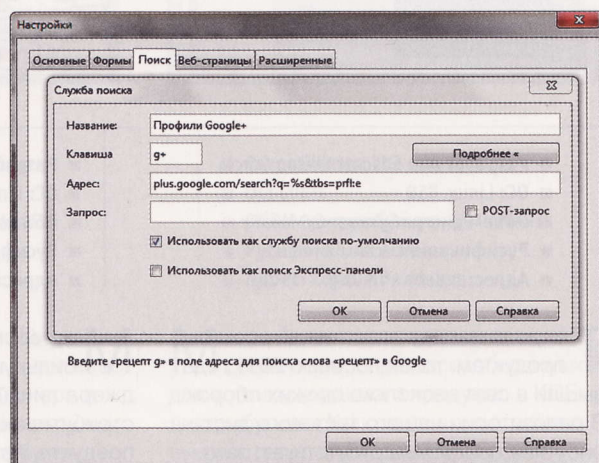 Настройки
Основные Формы Поиск Веб-страницы Расширенные
Служба поиска
Название: Профили Google+
Клавиша g+ Подробнее «
Адрес: plus.google.com/search?q=%s&tbs=prfl:e
Запрос: POST-запрос
Использовать как службу поиска по-умолчанию
Использовать как поиск Экспресс-панели
ОК Отмена Справка
Введите «рецепт g» в поле адреса для поиска слова «рецепт» в Google
ОК Отмена Справка